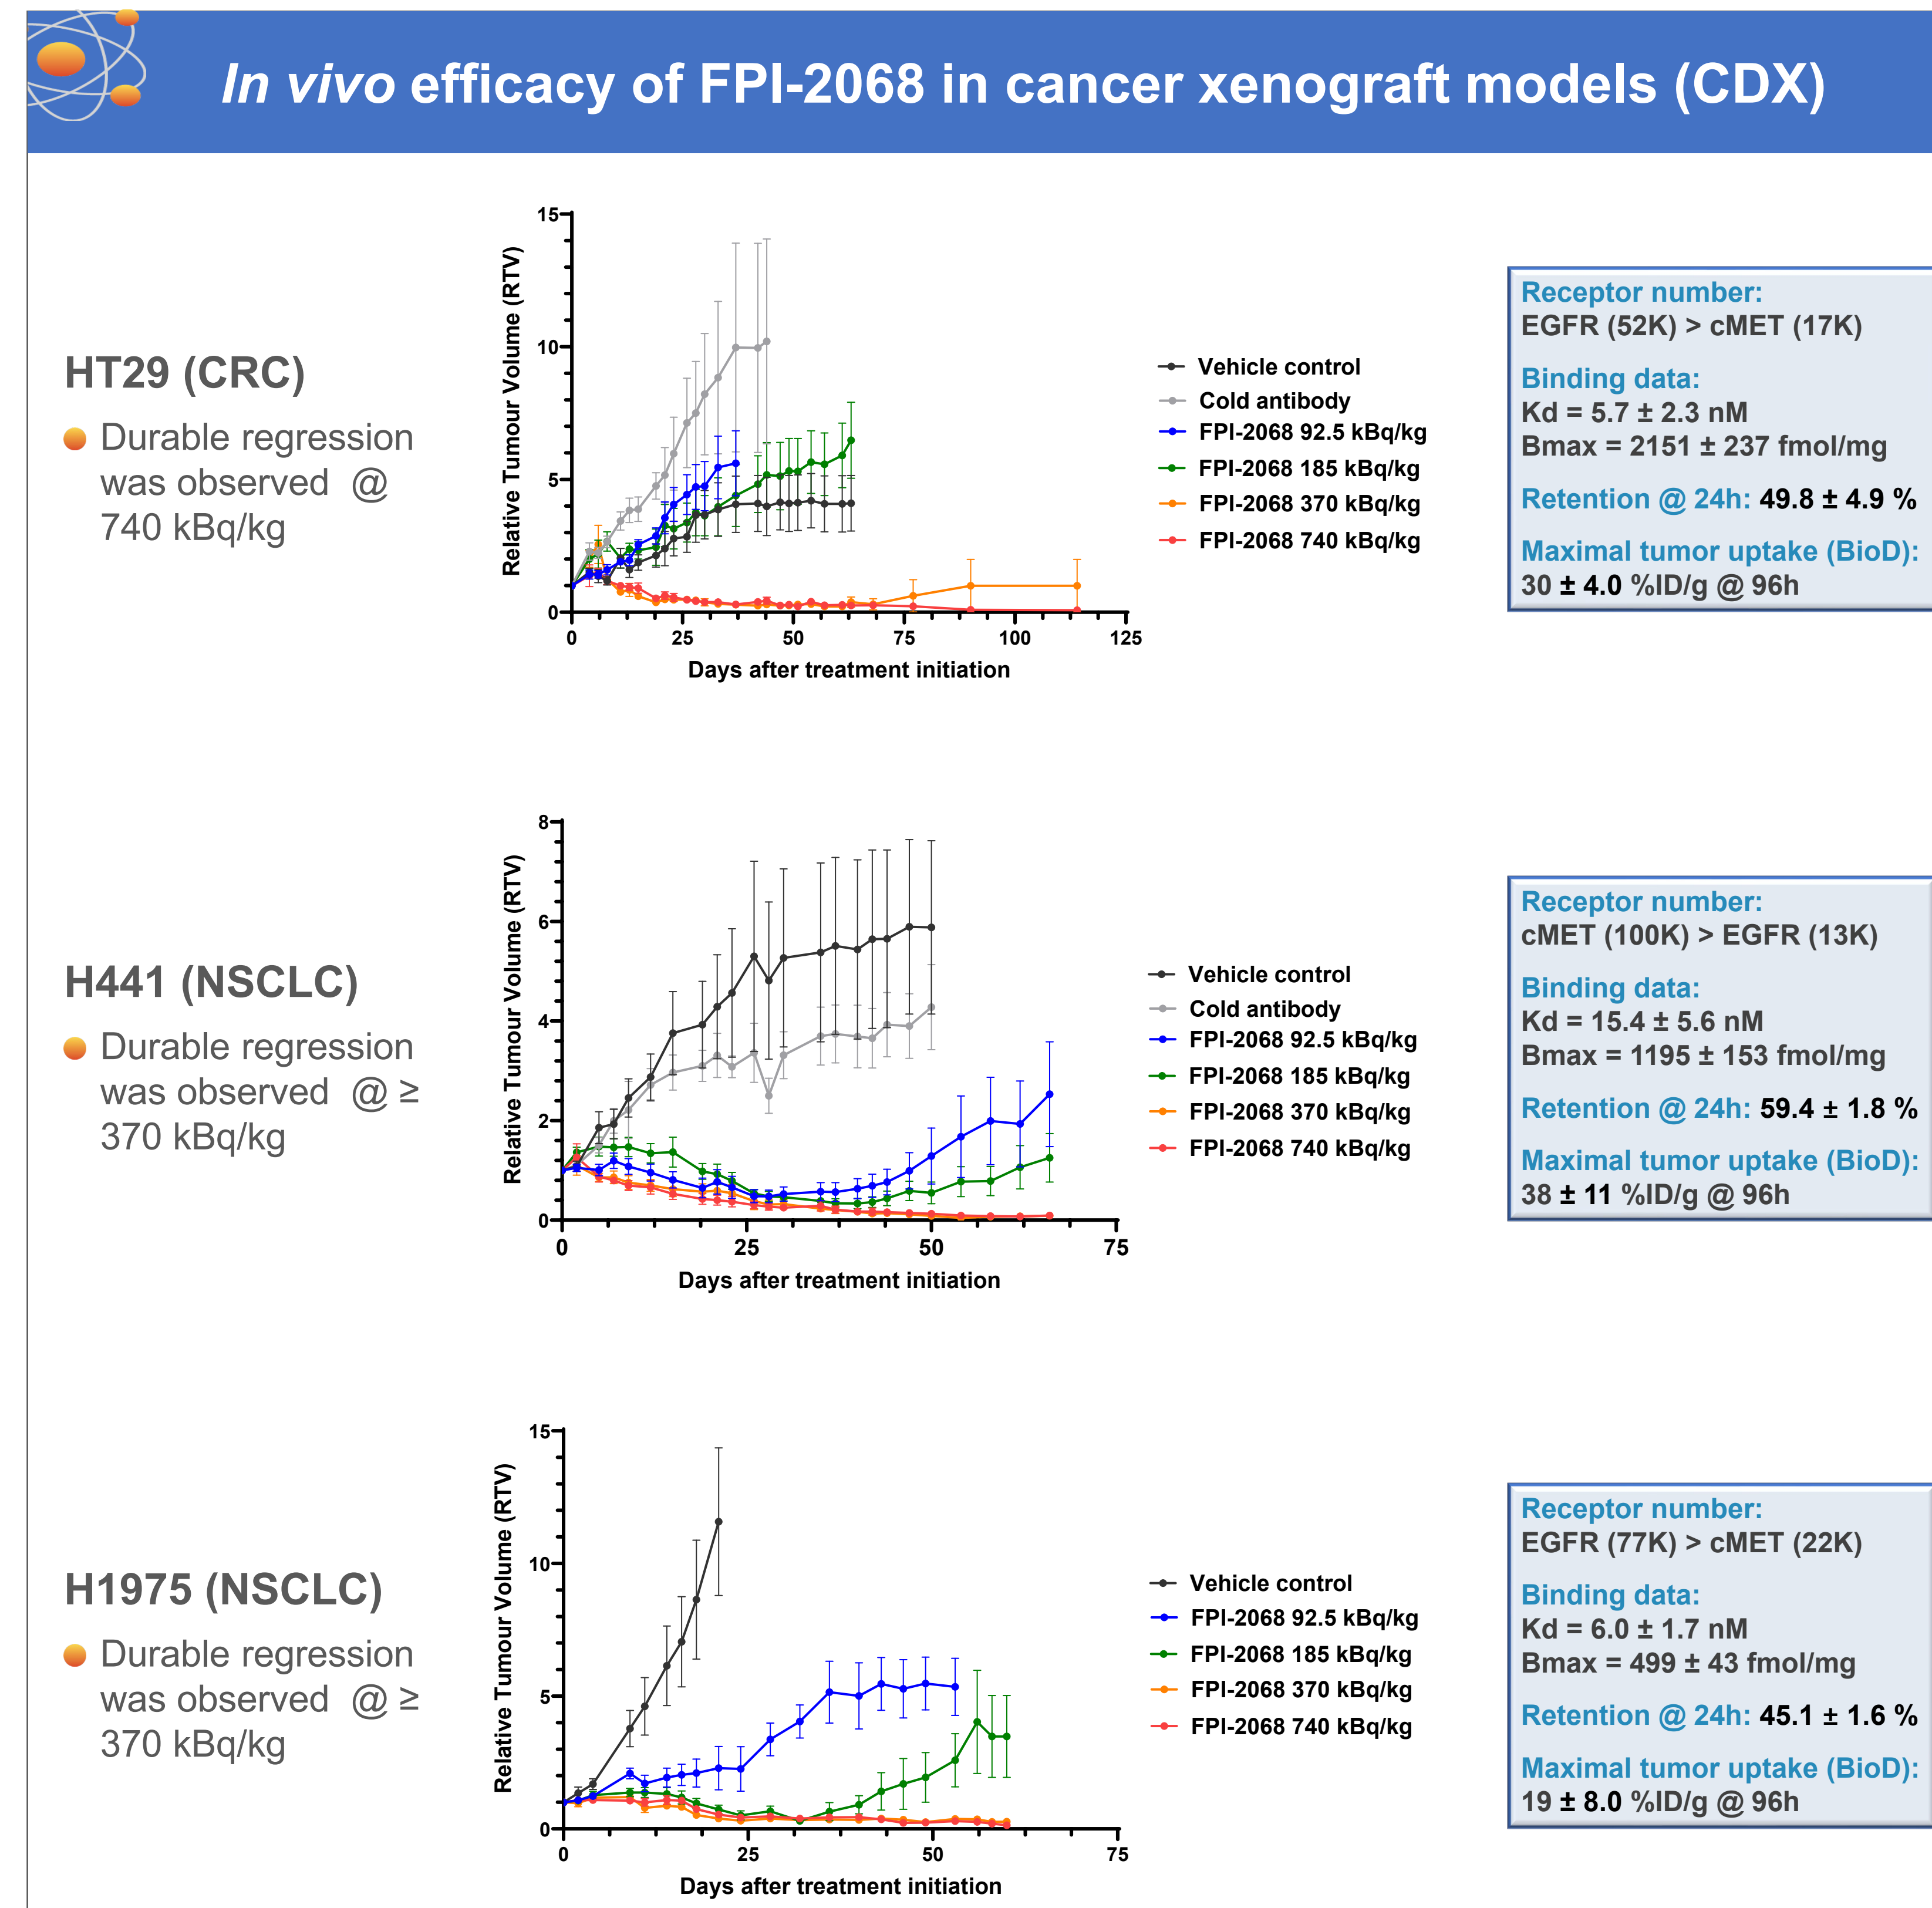 In vivo efficacy of FPI-2068 in cancer xenograft models (CDX)
HT29 (CRC)
Durable regression
was observed @
740 kBq/kg
Relative Tumour Volume (RTV)
15
10
5
0
0 25 50 75 100 125
Days after treatment initiation
Vehicle control
Cold antibody
FPI-2068 92.5 kBq/kg
FPI-2068 185 kBq/kg
FPI-2068 370 kBq/kg
FPI-2068 740 kBq/kg
Receptor number:
EGFR (52K) > cMET (17K)
Binding data:
Kd = 5.7 ± 2.3 nM
Bmax = 2151 ± 237 fmol/mg
Retention @ 24h: 49.8 ± 4.9 %
Maximal tumor uptake (BioD):
30 ± 4.0 %ID/g @ 96h
H441 (NSCLC)
Durable regression
was observed @ ≥
370 kBq/kg
Relative Tumour Volume (RTV)
8
6
4
2
0
0 25 50 75
Days after treatment initiation
Vehicle control
Cold antibody
FPI-2068 92.5 kBq/kg
FPI-2068 185 kBq/kg
FPI-2068 370 kBq/kg
FPI-2068 740 kBq/kg
Receptor number:
cMET (100K) > EGFR (13K)
Binding data:
Kd = 15.4 ± 5.6 nM
Bmax = 1195 ± 153 fmol/mg
Retention @ 24h: 59.4 ± 1.8 %
Maximal tumor uptake (BioD):
38 ± 11 %ID/g @ 96h
H1975 (NSCLC)
Durable regression
was observed @ ≥
370 kBq/kg
Relative Tumour Volume (RTV)
15
10
5
0
0 25 50 75
Days after treatment initiation
Vehicle control
FPI-2068 92.5 kBq/kg
FPI-2068 185 kBq/kg
FPI-2068 370 kBq/kg
FPI-2068 740 kBq/kg
Receptor number:
EGFR (77K) > cMET (22K)
Binding data:
Kd = 6.0 ± 1.7 nM
Bmax = 499 ± 43 fmol/mg
Retention @ 24h: 45.1 ± 1.6 %
Maximal tumor uptake (BioD):
19 ± 8.0 %ID/g @ 96h